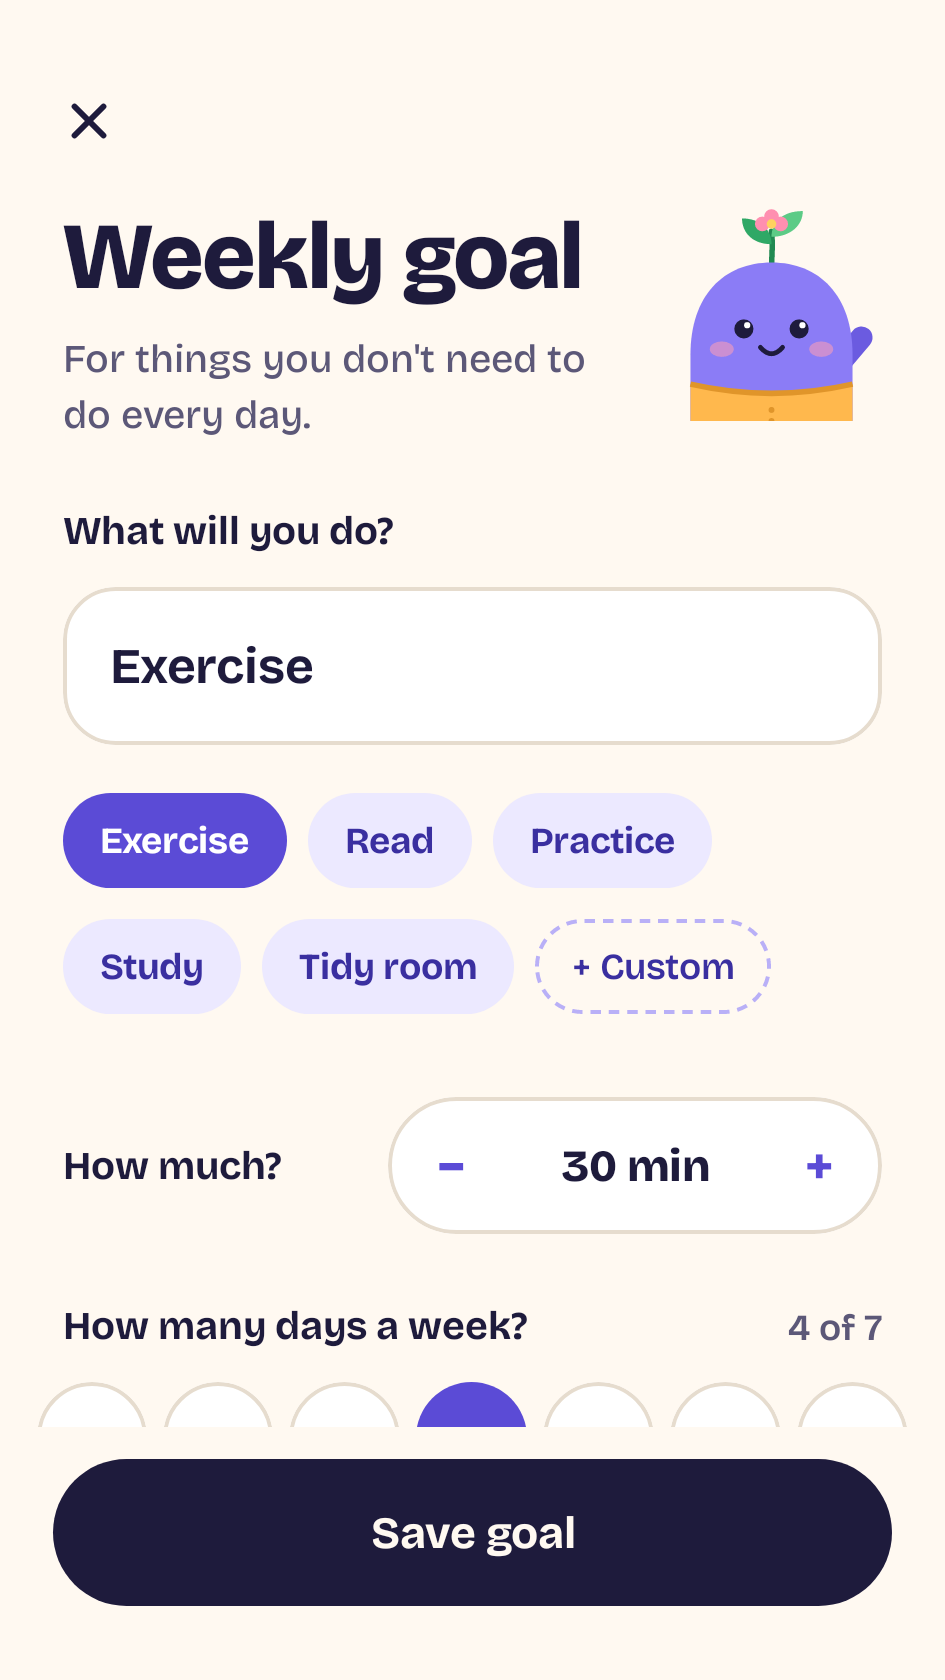 Weekly goal
For things you don't need to
do every day.
What will you do?
Exercise
Exercise Read Practice
Study Tidy room + Custom
How much? − 30 min +
How many days a week? 4 of 7
Save goal